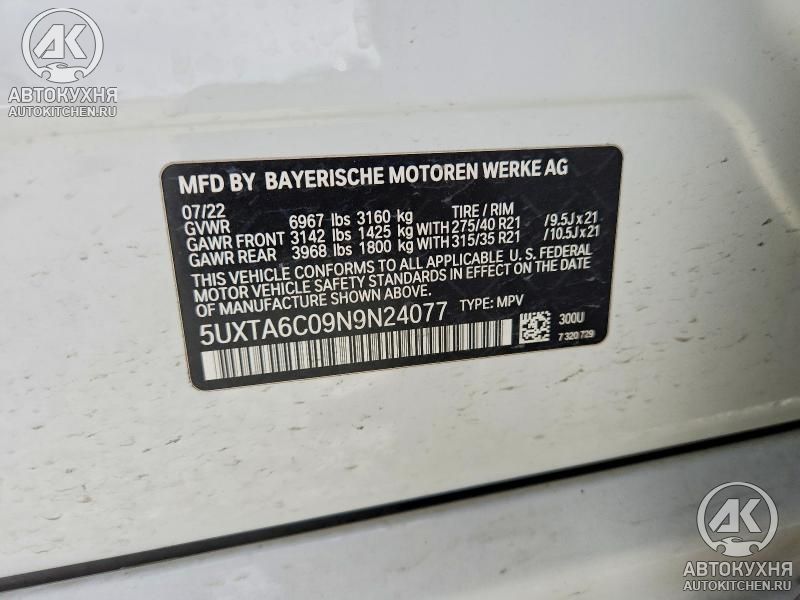 АК
АВТОКУХНЯ
AUTOKITCHEN.RU
MFD BY BAYERISCHE MOTOREN WERKE AG
07/22 TIRE / RIM
GVWR 6967 lbs 3160 kg
GAWR FRONT 3142 lbs 1425 kg WITH 275/40 R21 /9.5J x 21
GAWR REAR 3968 lbs 1800 kg WITH 315/35 R21 /10.5J x 21
THIS VEHICLE CONFORMS TO ALL APPLICABLE U. S. FEDERAL
MOTOR VEHICLE SAFETY STANDARDS IN EFFECT ON THE DATE
OF MANUFACTURE SHOWN ABOVE.
5UXTA6C09N9N24077 TYPE: MPV
300U
7 320 729
АК
АВТОКУХНЯ
AUTOKITCHEN.RU